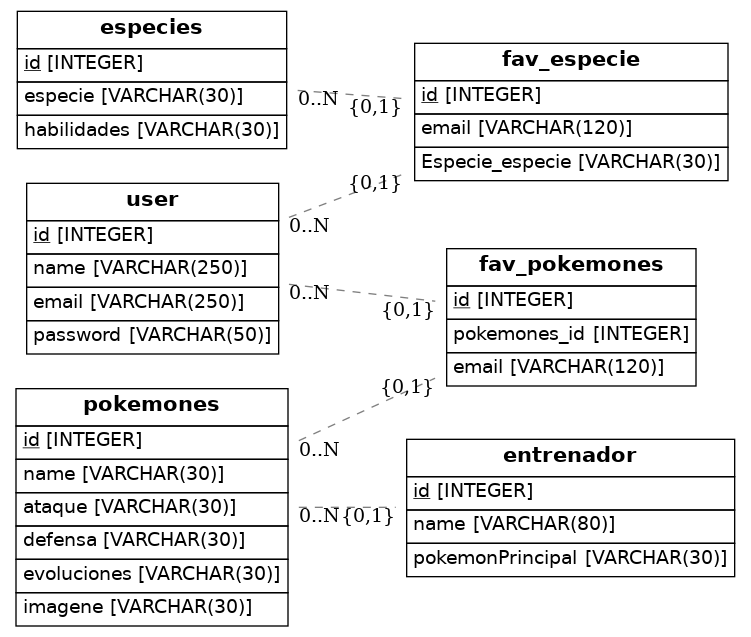 especies
id [INTEGER]
especie [VARCHAR(30)]
habilidades [VARCHAR(30)]
0..N
{0,1}
fav_especie
id [INTEGER]
email [VARCHAR(120)]
Especie_especie [VARCHAR(30)]
user
id [INTEGER]
name [VARCHAR(250)]
email [VARCHAR(250)]
password [VARCHAR(50)]
{0,1}
0..N
0..N
{0,1}
fav_pokemones
id [INTEGER]
pokemones_id [INTEGER]
email [VARCHAR(120)]
pokemones
id [INTEGER]
name [VARCHAR(30)]
ataque [VARCHAR(30)]
defensa [VARCHAR(30)]
evoluciones [VARCHAR(30)]
imagene [VARCHAR(30)]
{0,1}
0..N
0..N
{0,1}
entrenador
id [INTEGER]
name [VARCHAR(80)]
pokemonPrincipal [VARCHAR(30)]